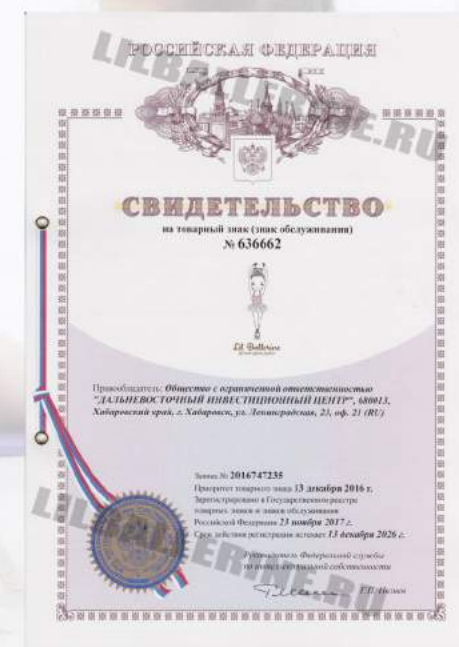 РОССИЙСКАЯ ФЕДЕРАЦИЯ
LILBALLERINE.RU
СВИДЕТЕЛЬСТВО
на товарный знак (знак обслуживания)
№ 636662
Lil Ballerine
Правообладатель: Общество с ограниченной ответственностью
"ДАЛЬНЕВОСТОЧНЫЙ ИНВЕСТИЦИОННЫЙ ЦЕНТР", 680013,
Хабаровский край, г. Хабаровск, ул. Ленинградская, 23, оф. 21 (RU)
Заявка № 2016747235
Приоритет товарного знака 13 декабря 2016 г.
Зарегистрировано в Государственном реестре
товарных знаков и знаков обслуживания
Российской Федерации 23 ноября 2017 г.
Срок действия регистрации истекает 13 декабря 2026 г.
LILBALLERINE.RU
Руководитель Федеральной службы
по интеллектуальной собственности
Г.П. Ивлиев